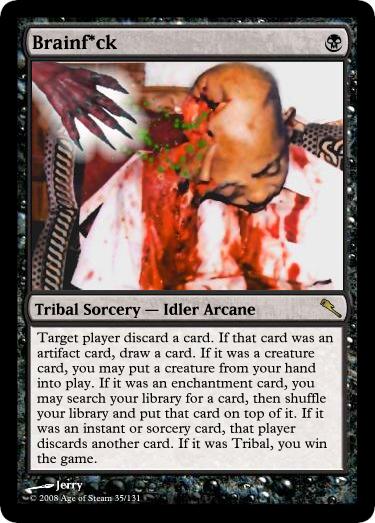 Brainf*ck
Tribal Sorcery — Idler Arcane
Target player discard a card. If that card was an
artifact card, draw a card. If it was a creature
card, you may put a creature from your hand
into play. If it was an enchantment card, you
may search your library for a card, then shuffle
your library and put that card on top of it. If it
was an instant or sorcery card, that player
discards another card. If it was Tribal, you win
the game.
Jerry
© 2008 Age of Steam 35/131